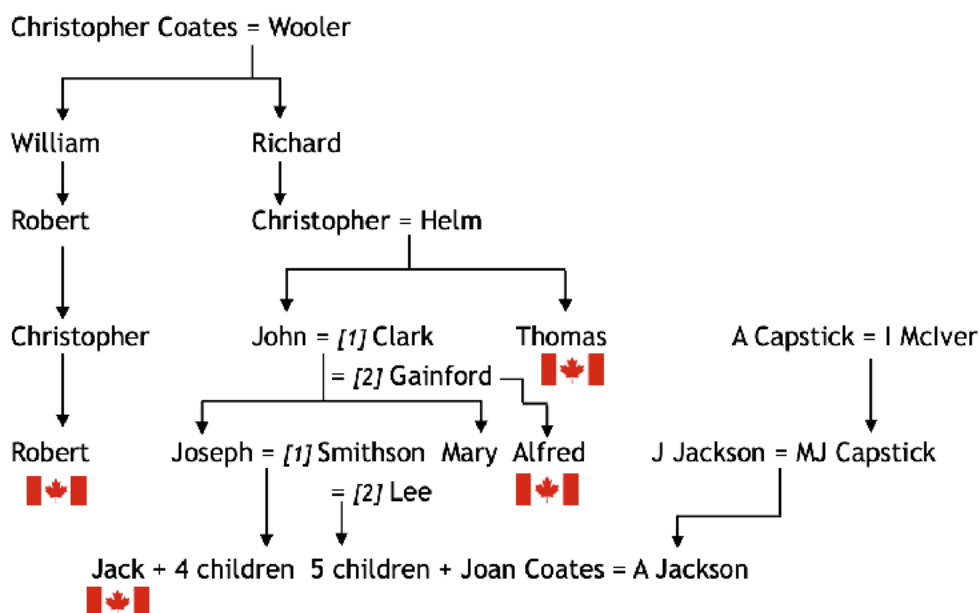 Christopher Coates = Wooler
William Richard
Robert Christopher = Helm
Christopher John = [1] Clark Thomas A Capstick = I McIver
= [2] Gainford
Robert Joseph = [1] Smithson Mary Alfred J Jackson = MJ Capstick
= [2] Lee
Jack + 4 children 5 children + Joan Coates = A Jackson